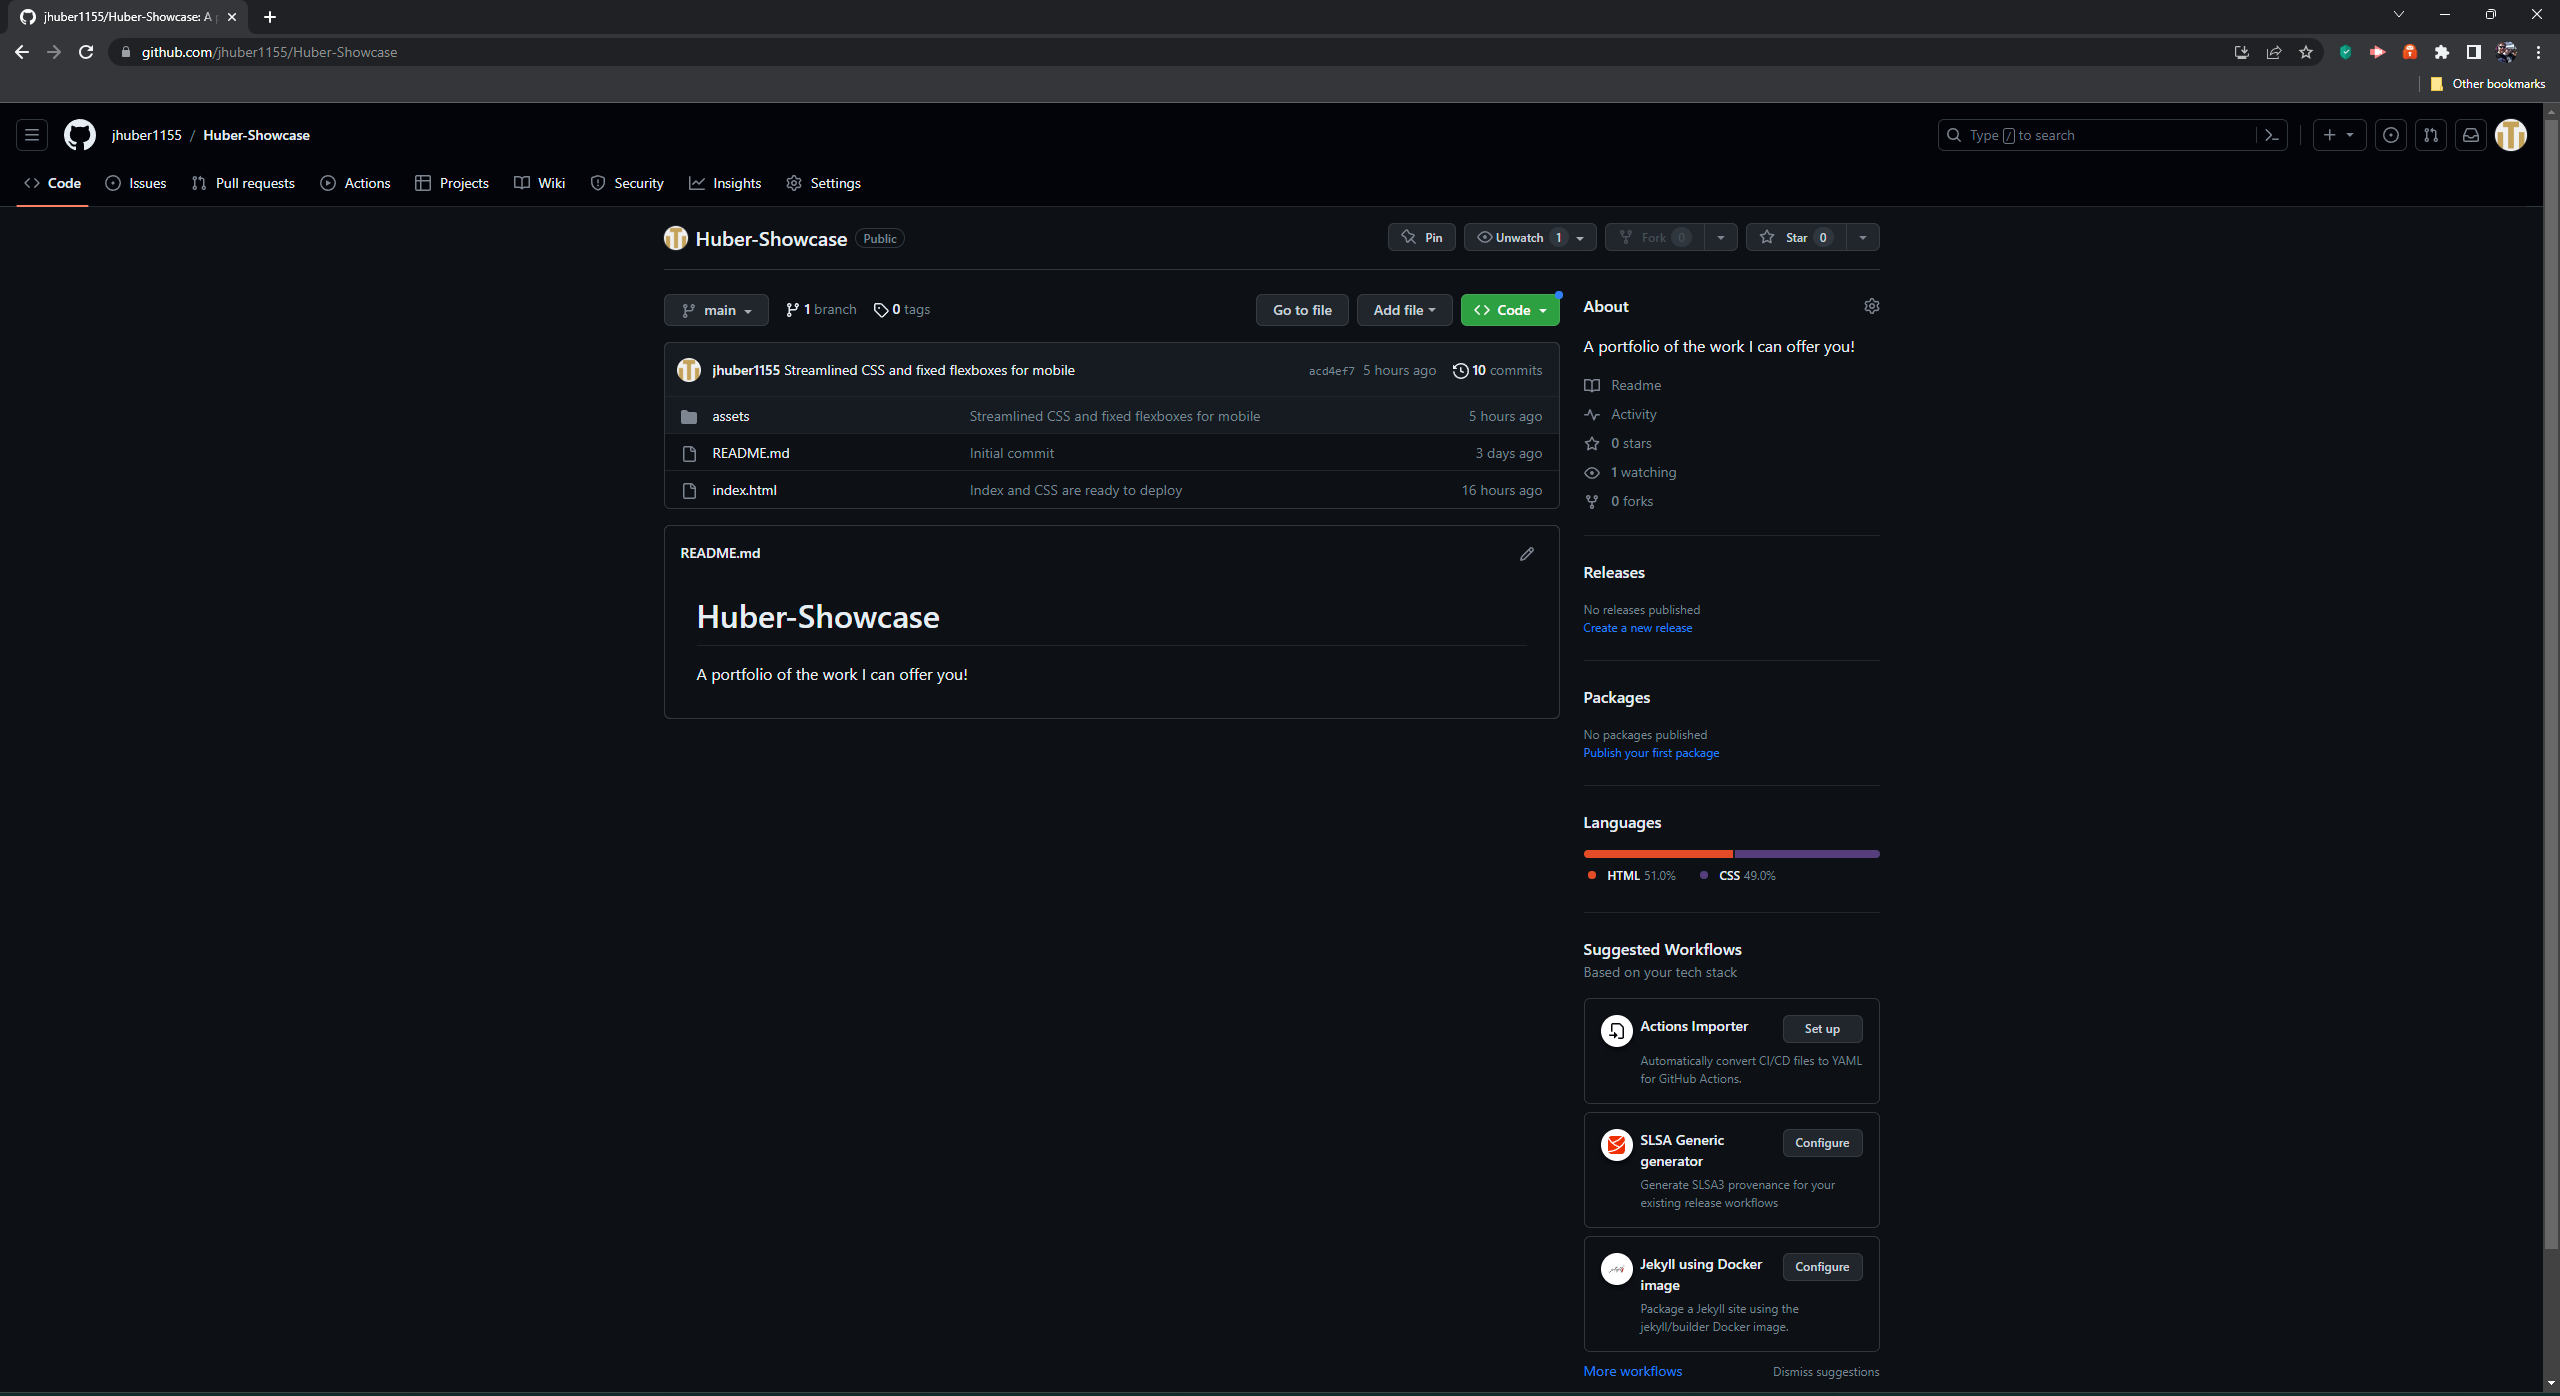 jhuber1155/Huber-Showcase: A p
github.com/jhuber1155/Huber-Showcase
Other bookmarks
jhuber1155 / Huber-Showcase
Type / to search
Code Issues Pull requests Actions Projects Wiki Security Insights Settings
Huber-Showcase Public
Pin Unwatch 1 Fork 0 Star 0
main 1 branch 0 tags
Go to file Add file Code
jhuber1155 Streamlined CSS and fixed flexboxes for mobile acd4ef7 5 hours ago 10 commits
assets Streamlined CSS and fixed flexboxes for mobile 5 hours ago
README.md Initial commit 3 days ago
index.html Index and CSS are ready to deploy 16 hours ago
README.md
Huber-Showcase
A portfolio of the work I can offer you!
About
A portfolio of the work I can offer you!
Readme
Activity
0 stars
1 watching
0 forks
Releases
No releases published
Create a new release
Packages
No packages published
Publish your first package
Languages
HTML 51.0% CSS 49.0%
Suggested Workflows
Based on your tech stack
Actions Importer Set up
Automatically convert CI/CD files to YAML
for GitHub Actions.
SLSA Generic Configure
generator
Generate SLSA3 provenance for your
existing release workflows
Jekyll using Docker Configure
image
Package a Jekyll site using the
jekyll/builder Docker image.
More workflows Dismiss suggestions